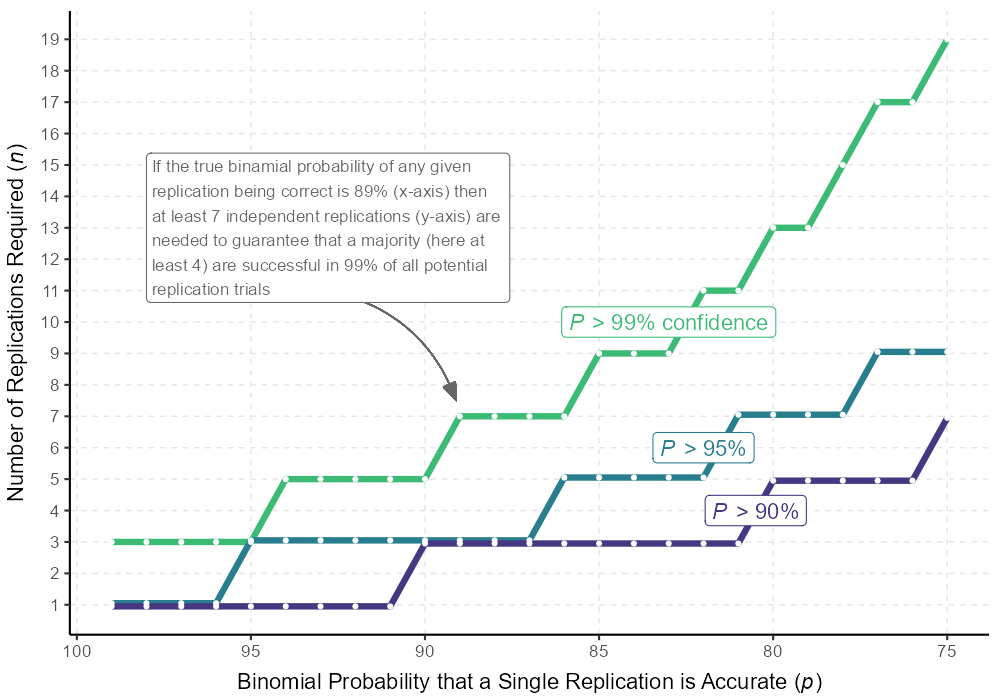 Number of Replications Required (n)
19
18
17
16
15
14
13
12
11
10
9
8
7
6
5
4
3
2
1
If the true binamial probability of any given
replication being correct is 89% (x-axis) then
at least 7 independent replications (y-axis) are
needed to guarantee that a majority (here at
least 4) are successful in 99% of all potential
replication trials
P > 99% confidence
P > 95%
P > 90%
100 95 90 85 80 75
Binomial Probability that a Single Replication is Accurate (p)